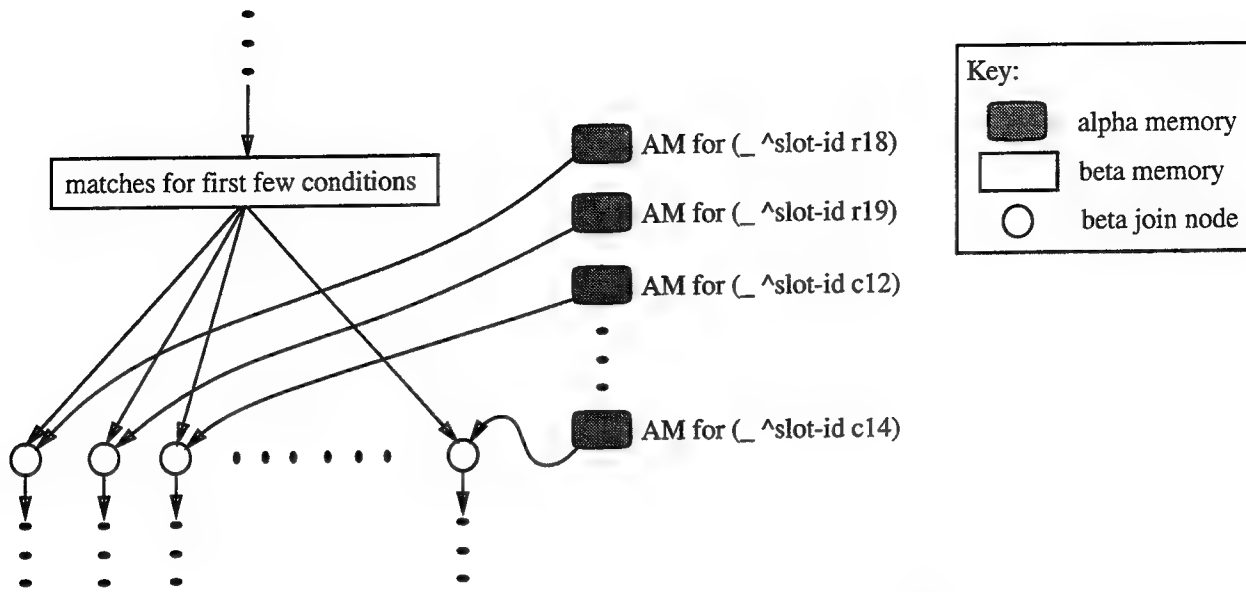 matches for first few conditions
AM for (_ ^slot-id r18)
AM for (_ ^slot-id r19)
AM for (_ ^slot-id c12)
AM for (_ ^slot-id c14)
Key:
alpha memory
beta memory
beta join node